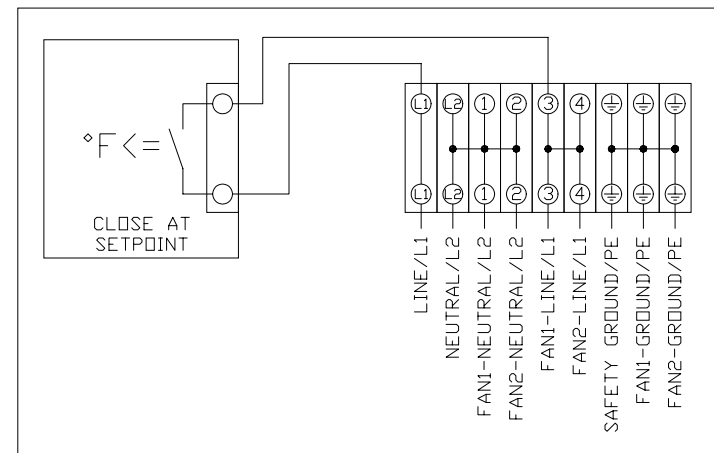 °F <=
CLOSE AT
SETPOINT
L1 L2 1 2 3 4
L1 L2 1 2 3 4
LINE/L1
NEUTRAL/L2
FAN1-NEUTRAL/L2
FAN2-NEUTRAL/L2
FAN1-LINE/L1
FAN2-LINE/L1
SAFETY GROUND/PE
FAN1-GROUND/PE
FAN2-GROUND/PE